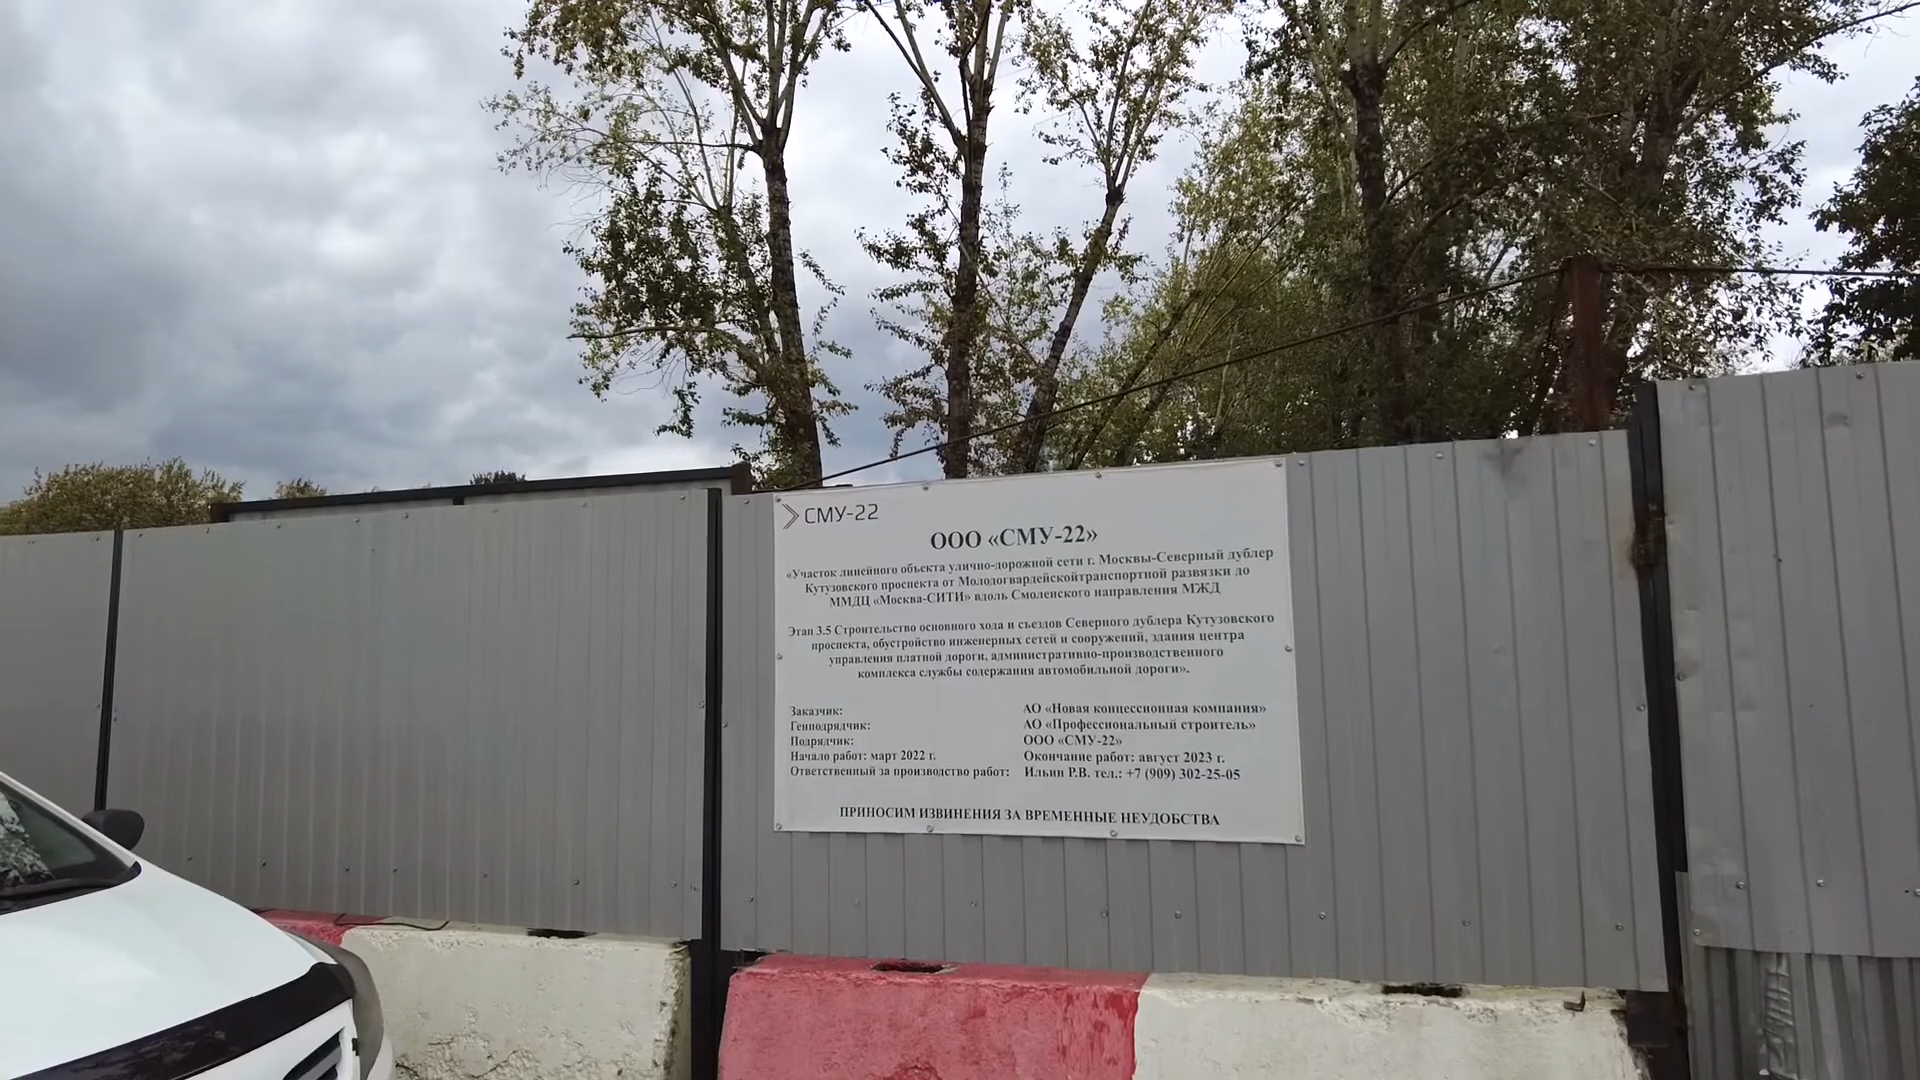 СМУ-22
ООО «СМУ-22»
«Участок линейного объекта улично-дорожной сети г. Москвы-Северный дублер
Кутузовского проспекта от Молодогвардейскойтранспортной развязки до
ММДЦ «Москва-СИТИ» вдоль Смоленского направления МЖД
Этап 3.5 Строительство основного хода и съездов Северного дублера Кутузовского
проспекта, обустройство инженерных сетей и сооружений, здания центра
управления платной дороги, административно-производственного
комплекса службы содержания автомобильной дороги».
Заказчик: АО «Новая концессионная компания»
Генподрядчик: АО «Профессиональный строитель»
Подрядчик: ООО «СМУ-22»
Начало работ: март 2022 г. Окончание работ: август 2023 г.
Ответственный за производство работ: Ильин Р.В. тел.: +7 (909) 302-25-05
ПРИНОСИМ ИЗВИНЕНИЯ ЗА ВРЕМЕННЫЕ НЕУДОБСТВА